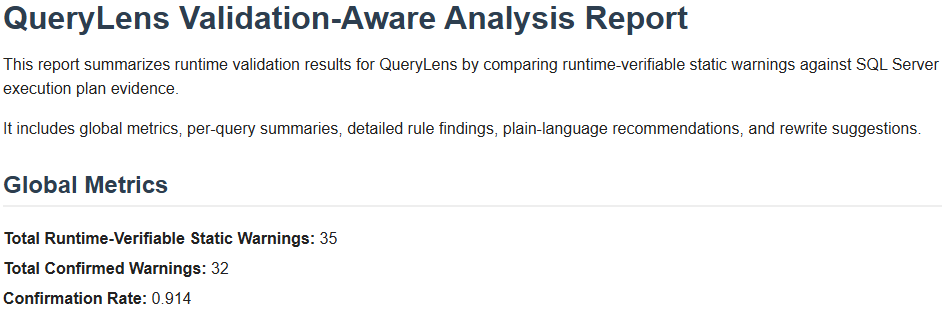 QueryLens Validation-Aware Analysis Report
This report summarizes runtime validation results for QueryLens by comparing runtime-verifiable static warnings against SQL Server
execution plan evidence.
It includes global metrics, per-query summaries, detailed rule findings, plain-language recommendations, and rewrite suggestions.
Global Metrics
Total Runtime-Verifiable Static Warnings: 35
Total Confirmed Warnings: 32
Confirmation Rate: 0.914